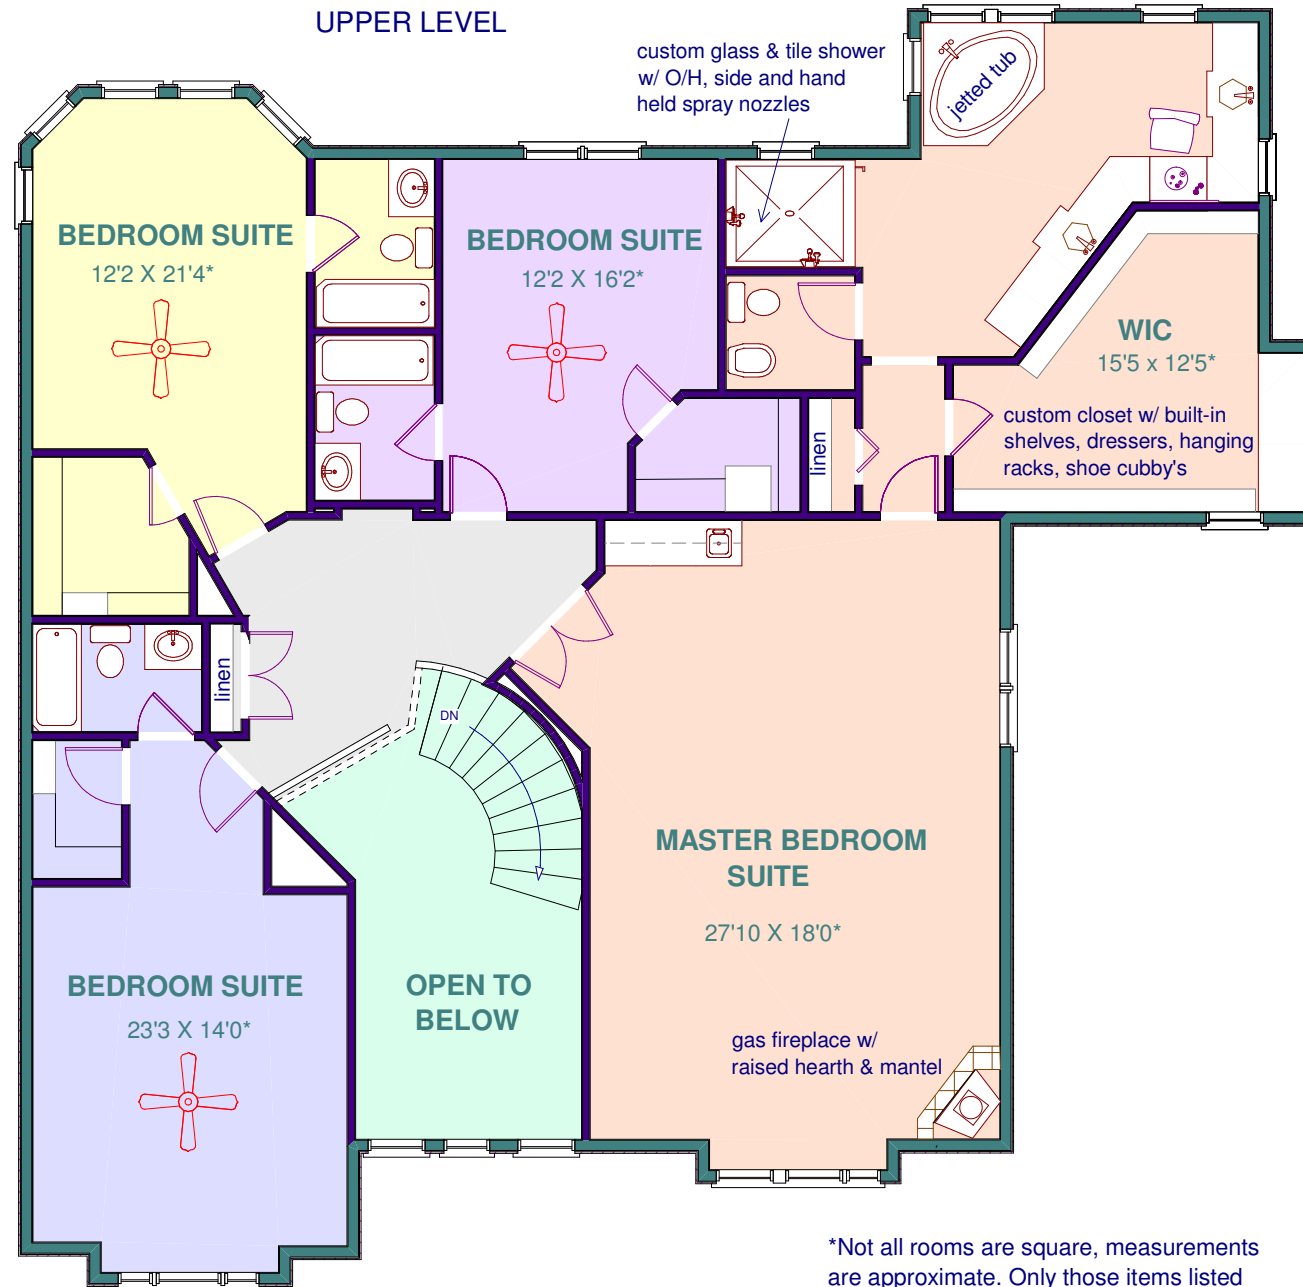 UPPER LEVEL
custom glass & tile shower
w/ O/H, side and hand
held spray nozzles
jetted tub
BEDROOM SUITE
12'2 X 21'4*
BEDROOM SUITE
12'2 X 16'2*
WIC
15'5 x 12'5*
custom closet w/ built-in
shelves, dressers, hanging
racks, shoe cubby's
linen
linen
DN
MASTER BEDROOM
SUITE
27'10 X 18'0*
BEDROOM SUITE
23'3 X 14'0*
OPEN TO
BELOW
gas fireplace w/
raised hearth & mantel
*Not all rooms are square, measurements
are approximate. Only those items listed